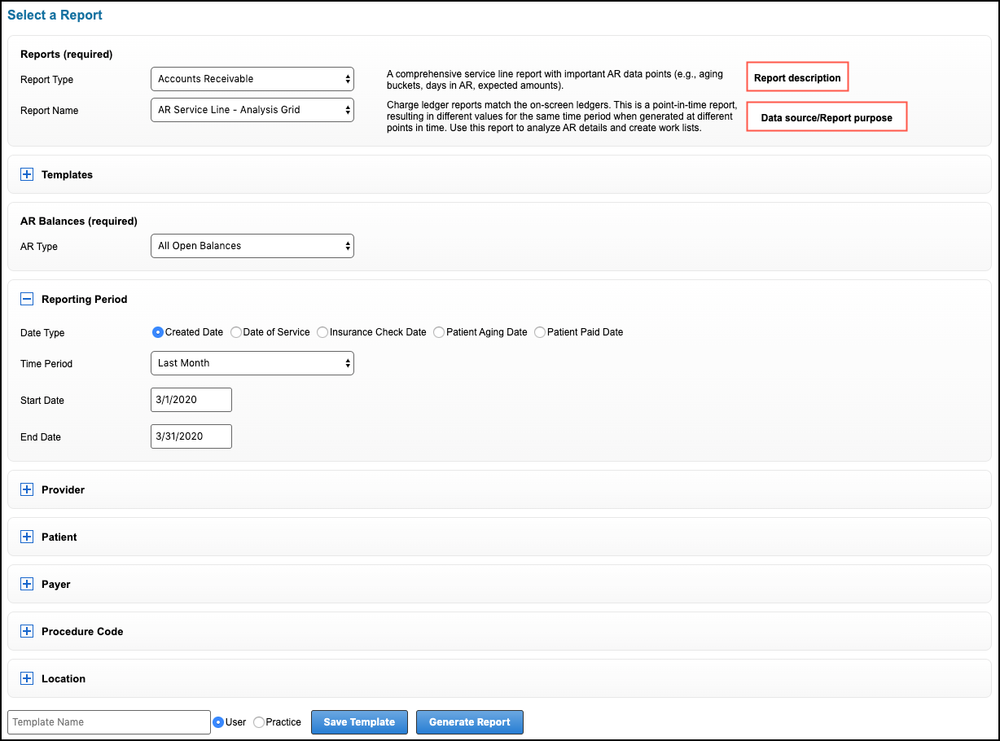 Select a Report
Reports (required)
Report Type
Accounts Receivable
A comprehensive service line report with important AR data points (e.g., aging
buckets, days in AR, expected amounts).
Report description
Report Name
AR Service Line - Analysis Grid
Charge ledger reports match the on-screen ledgers. This is a point-in-time report,
resulting in different values for the same time period when generated at different
points in time. Use this report to analyze AR details and create work lists.
Data source/Report purpose
Templates
AR Balances (required)
AR Type
All Open Balances
Reporting Period
Date Type
Created Date Date of Service Insurance Check Date Patient Aging Date Patient Paid Date
Time Period
Last Month
Start Date
3/1/2020
End Date
3/31/2020
Provider
Patient
Payer
Procedure Code
Location
Template Name
User Practice
Save Template
Generate Report